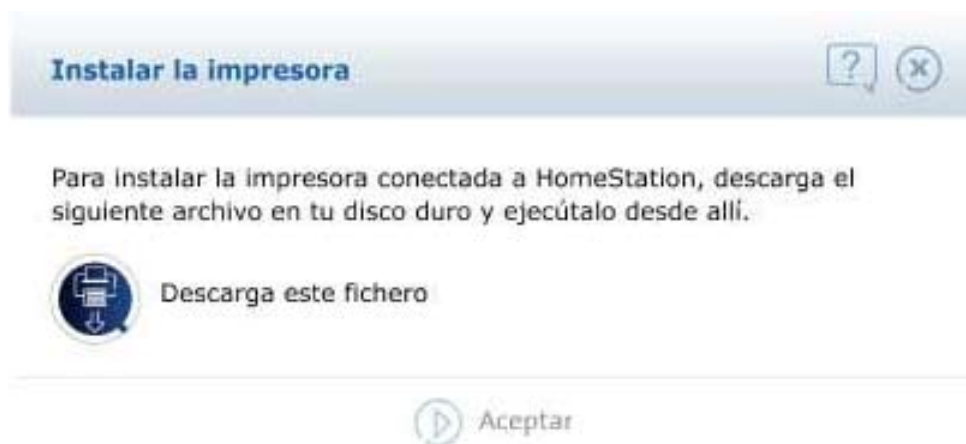 Instalar la impresora
?
Para instalar la impresora conectada a HomeStation, descarga el
siguiente archivo en tu disco duro y ejecútalo desde allí.
Descarga este fichero
Aceptar